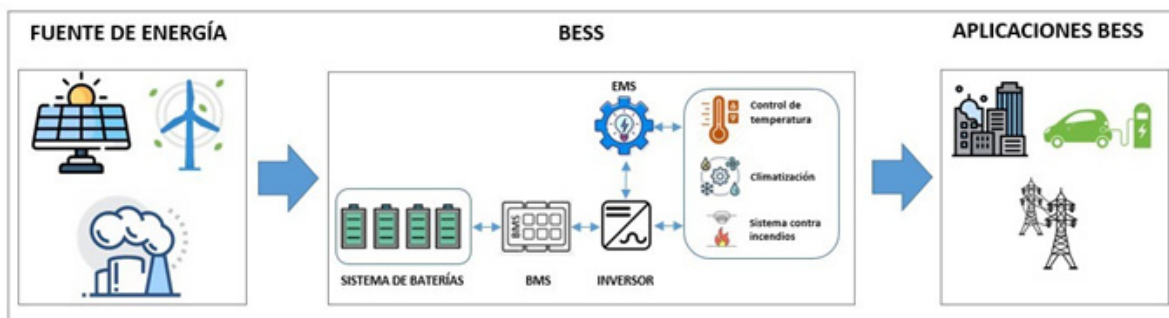 FUENTE DE ENERGÍA
BESS
APLICACIONES BESS
EMS
Control de
temperatura
Climatización
Sistema contra
incendios
BMS
SISTEMA DE BATERÍAS
BMS
INVERSOR